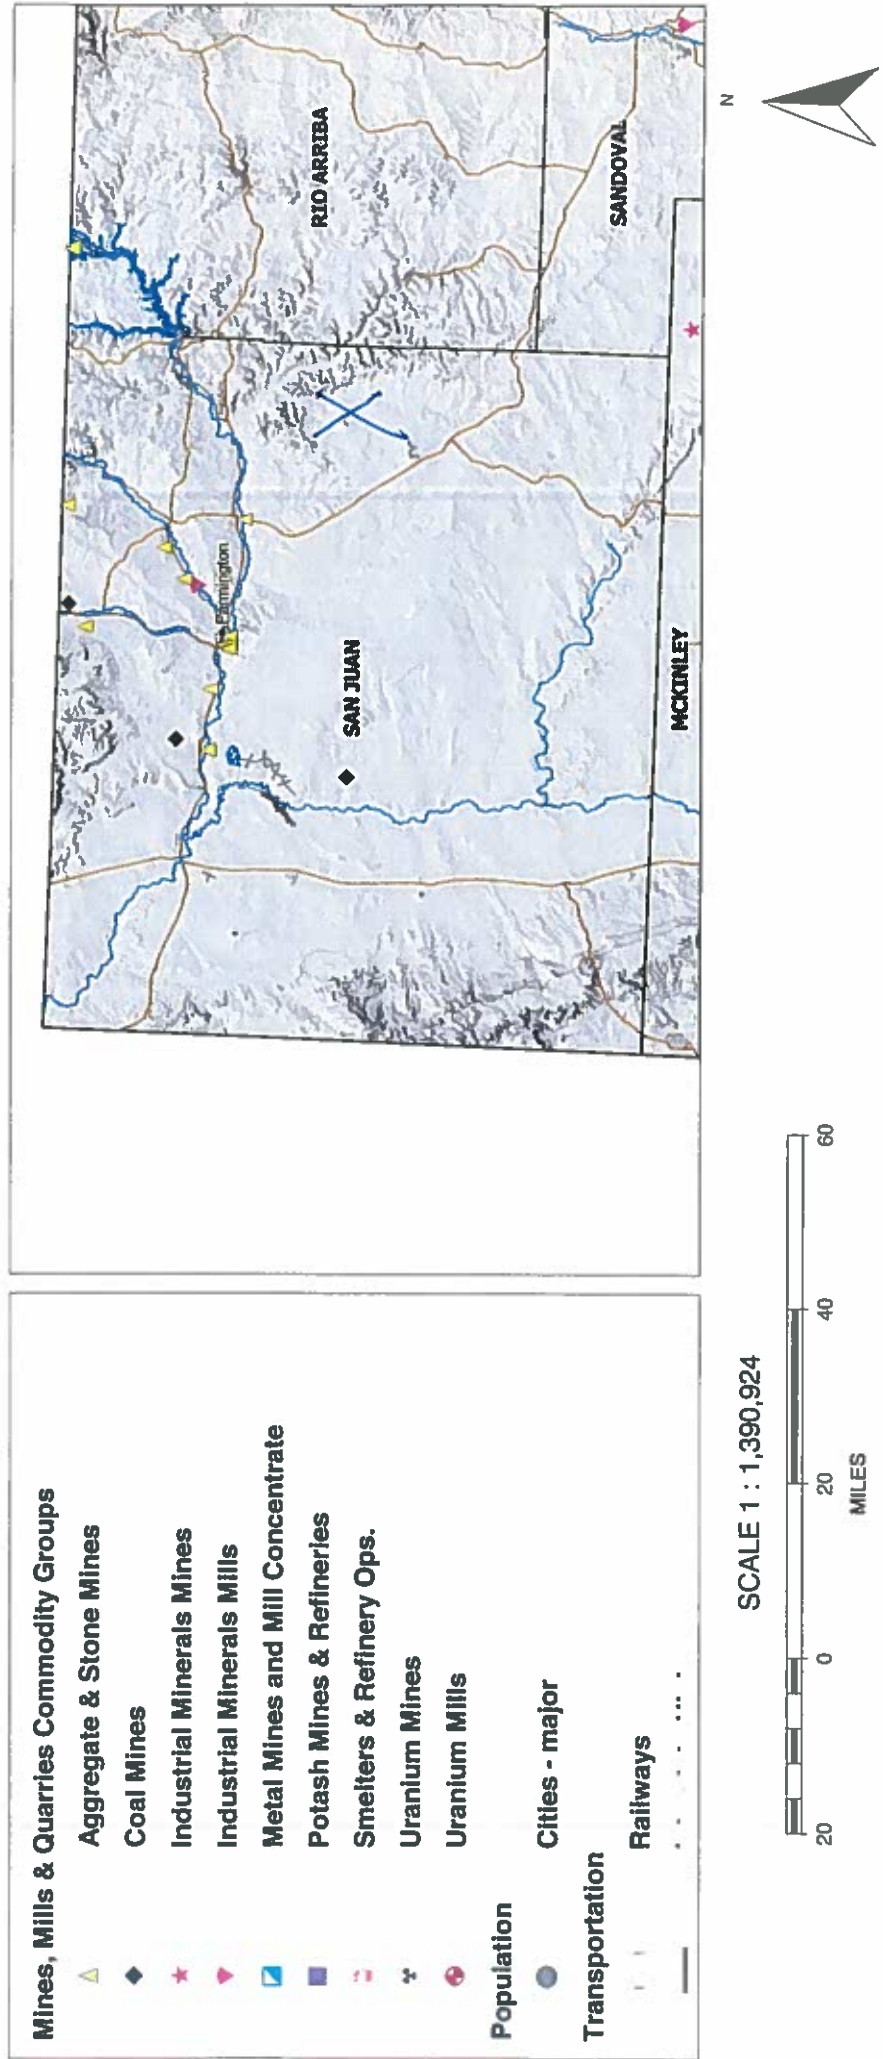 Mines, Mills & Quarries Commodity Groups
Aggregate & Stone Mines
Coal Mines
Industrial Minerals Mines
Industrial Minerals Mills
Metal Mines and Mill Concentrate
Potash Mines & Refineries
Smelters & Refinery Ops.
Uranium Mines
Uranium Mills
Population
Cities - major
Transportation
Railways
RIO ARRIBA
SANDOVAL
Farmington
SAN JUAN
MCKINLEY
N
SCALE 1 : 1,390,924
20 0 20 40 60
MILES